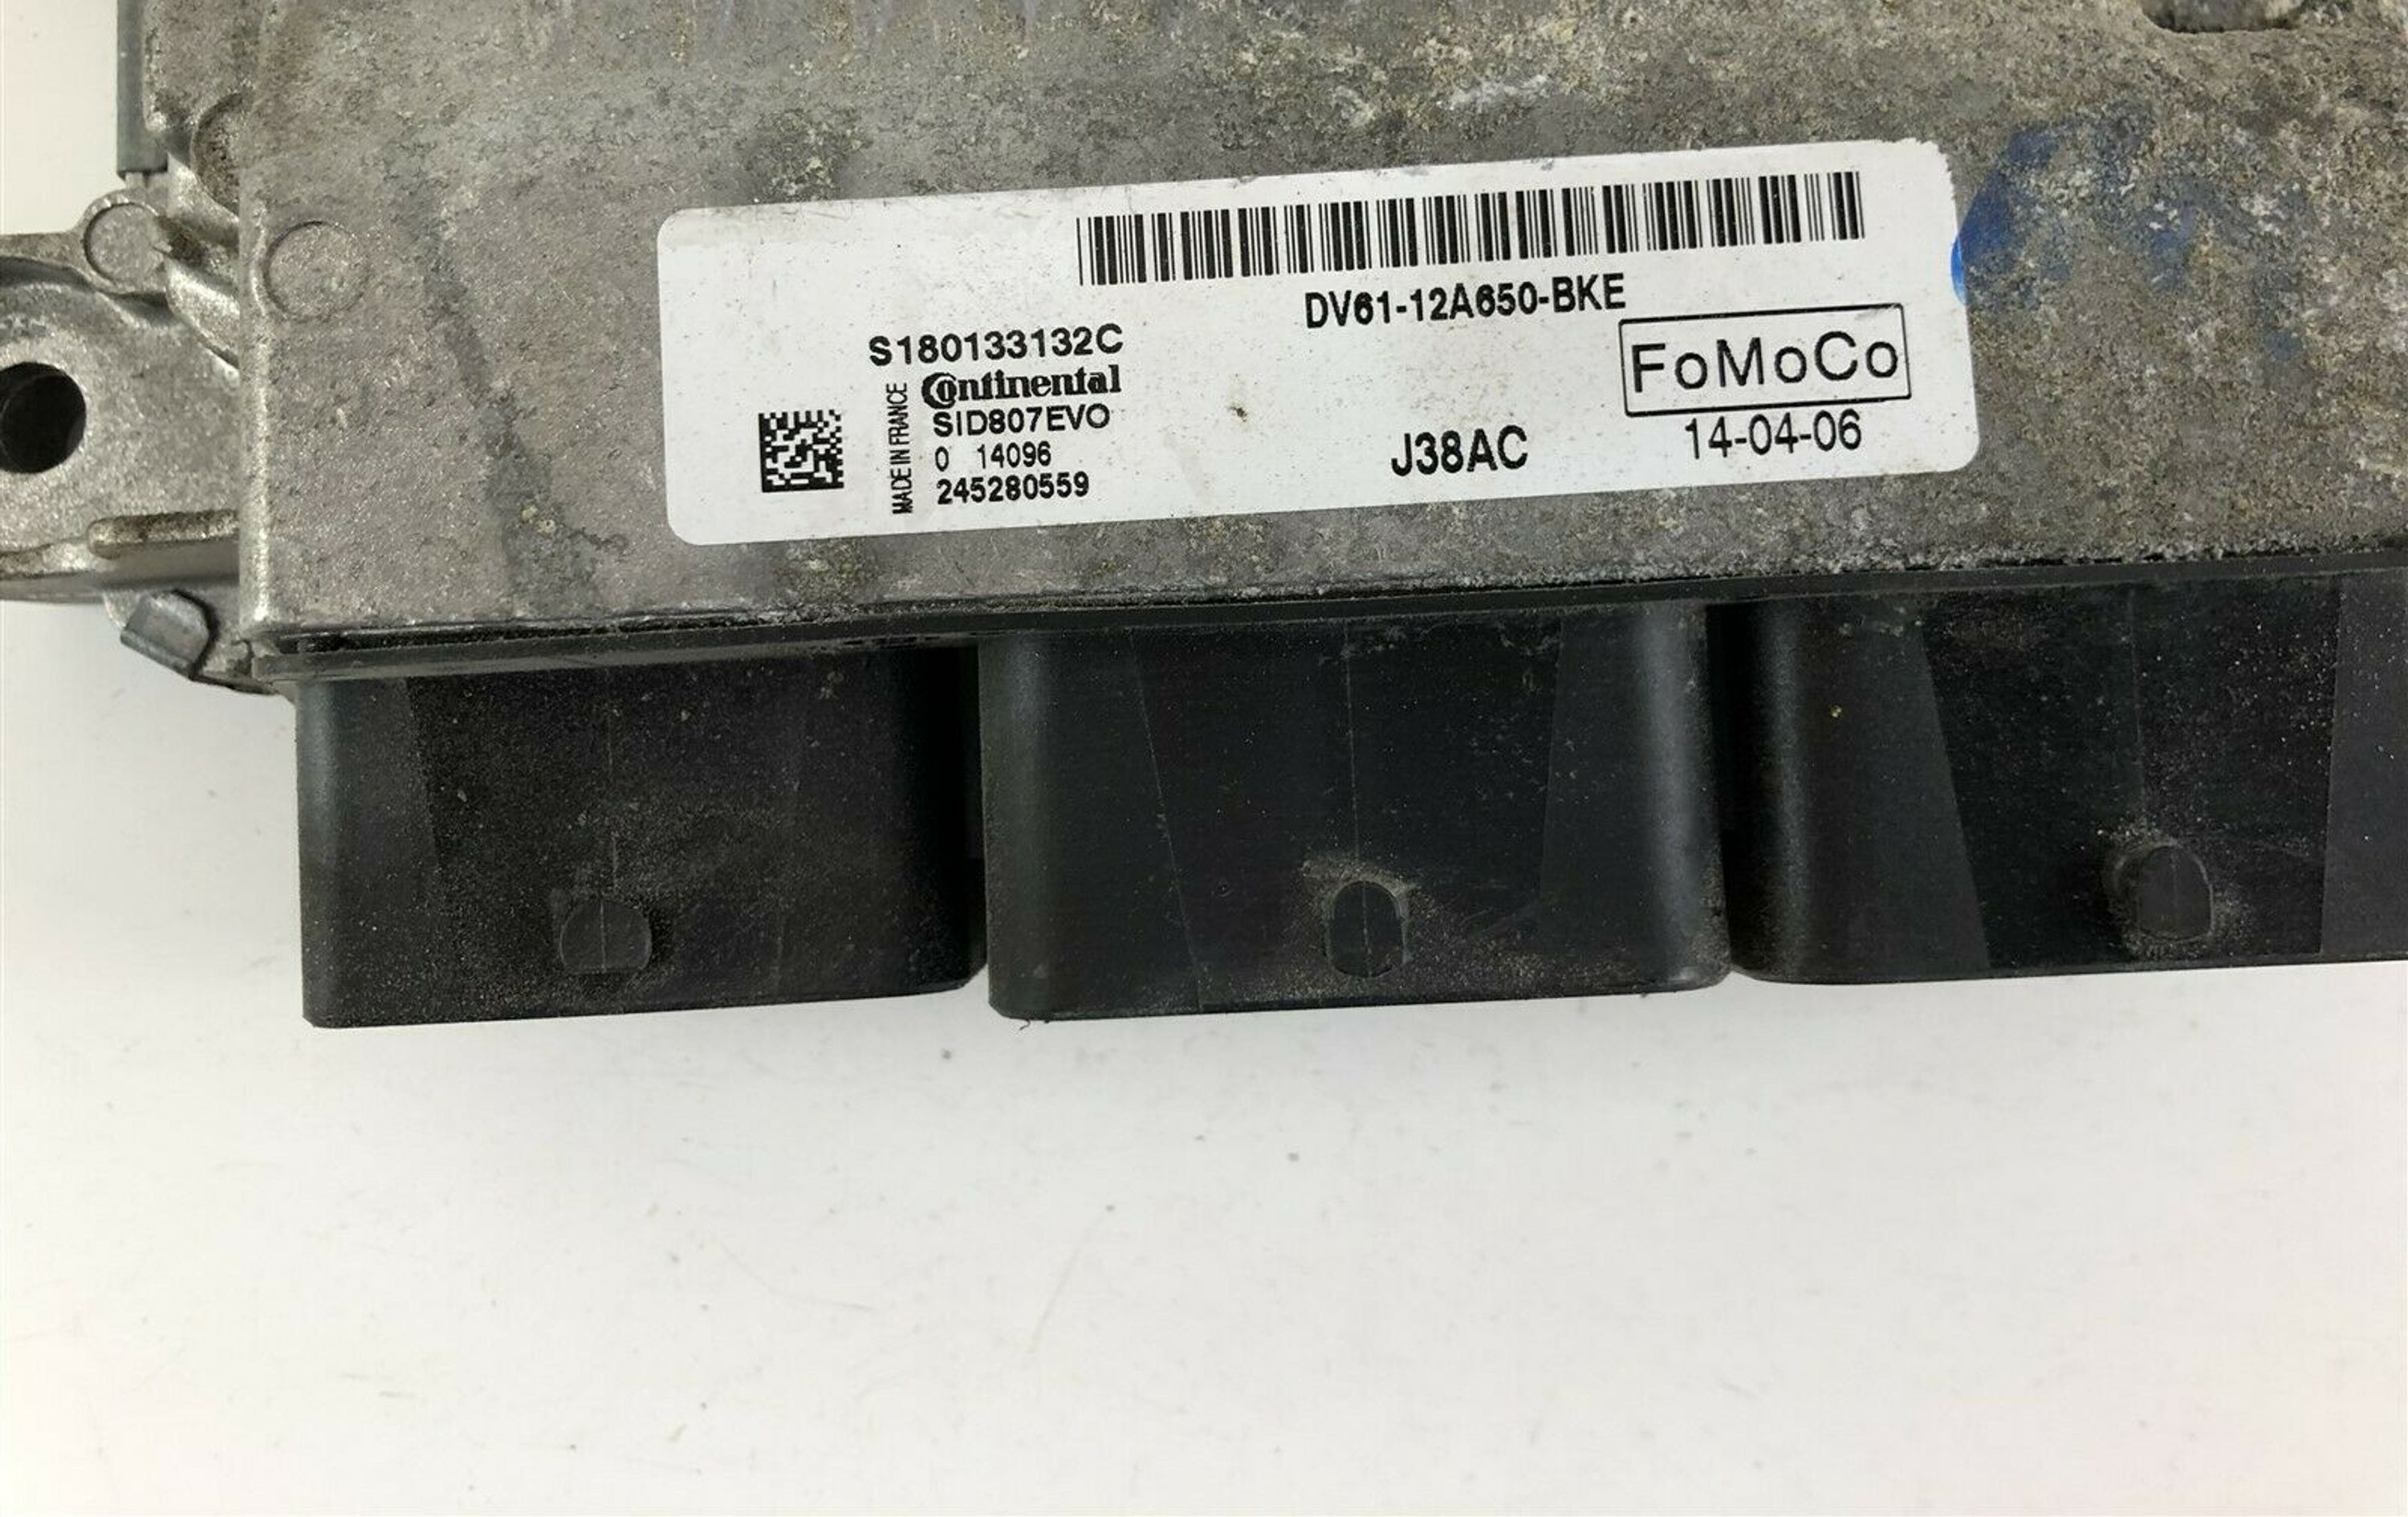 DV61-12A650-BKE
S180133132C
Continental
SID807EVO
0 14096
245280559
MADE IN FRANCE
J38AC
FoMoCo
14-04-06